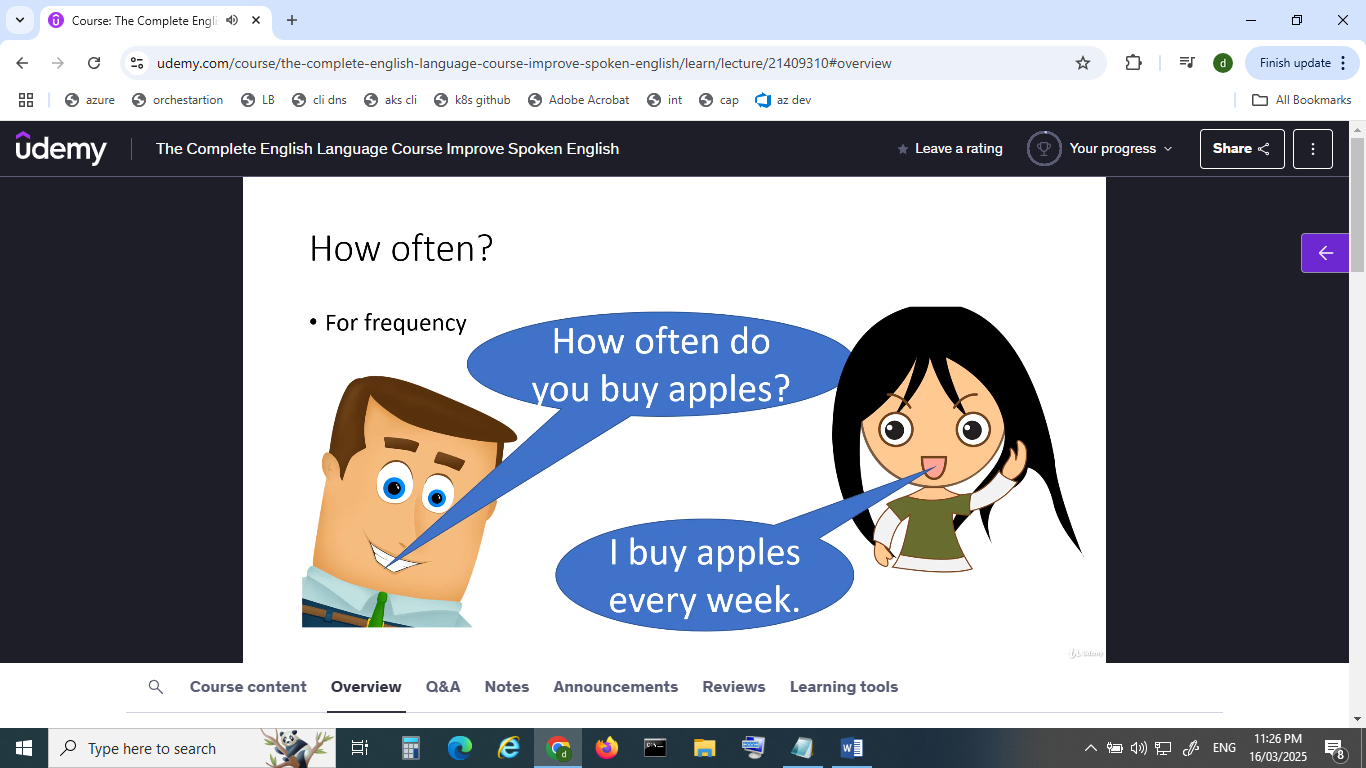 Course: The Complete Engli
udemy.com/course/the-complete-english-language-course-improve-spoken-english/learn/lecture/21409310#overview
d
Finish update
azure
orchestartion
LB
cli dns
aks cli
k8s github
Adobe Acrobat
int
cap
az dev
All Bookmarks
udemy
The Complete English Language Course Improve Spoken English
Leave a rating
Your progress
Share
How often?
• For frequency
How often do
you buy apples?
I buy apples
every week.
Udemy
Course content
Overview
Q&A
Notes
Announcements
Reviews
Learning tools
Type here to search
ENG
11:26 PM
16/03/2025
8